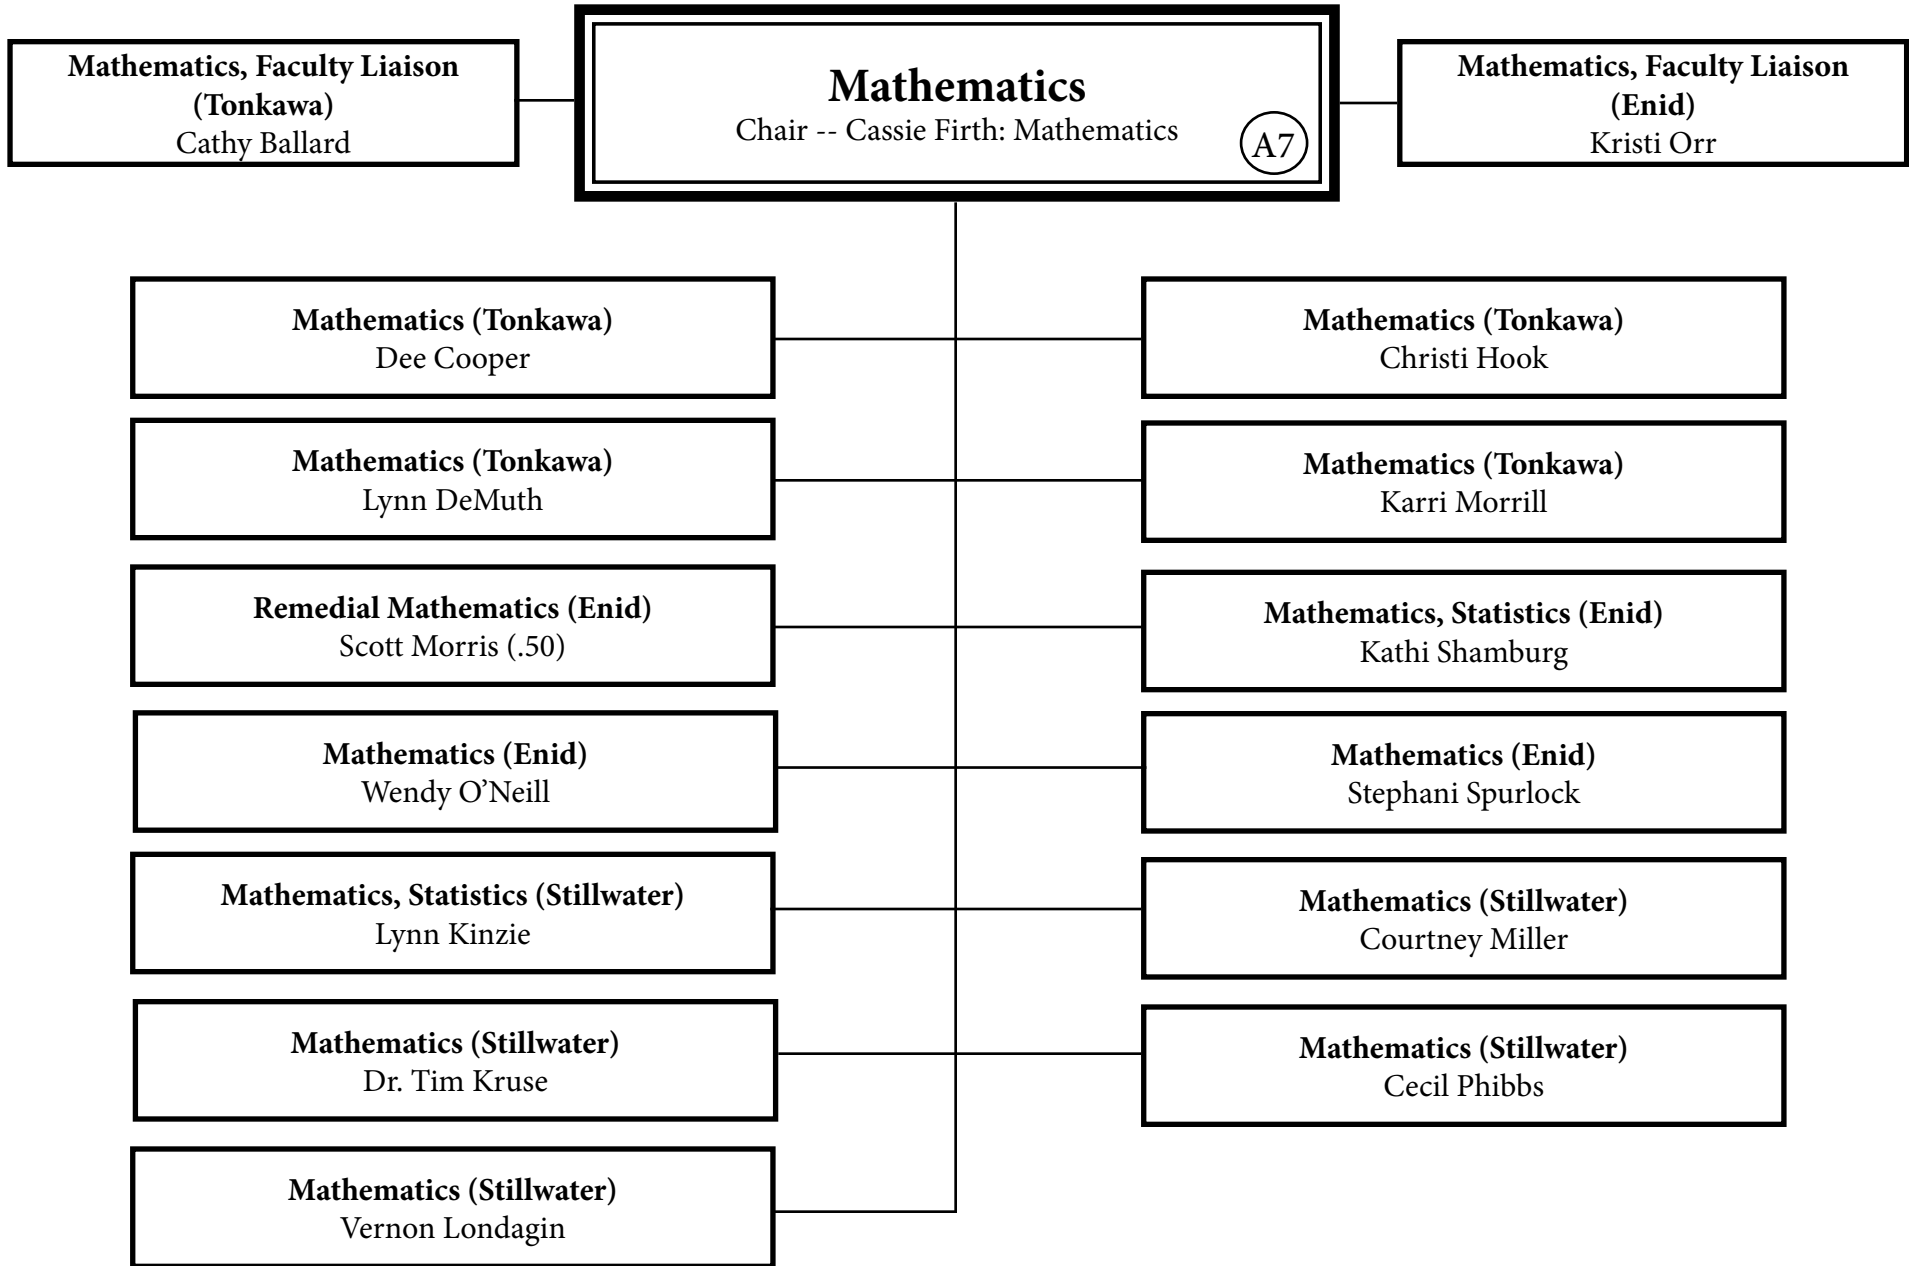 Mathematics, Faculty Liaison
(Tonkawa)
Cathy Ballard
Mathematics
Chair -- Cassie Firth: Mathematics
A7
Mathematics, Faculty Liaison
(Enid)
Kristi Orr
Mathematics (Tonkawa)
Dee Cooper
Mathematics (Tonkawa)
Christi Hook
Mathematics (Tonkawa)
Lynn DeMuth
Mathematics (Tonkawa)
Karri Morrill
Remedial Mathematics (Enid)
Scott Morris (.50)
Mathematics, Statistics (Enid)
Kathi Shamburg
Mathematics (Enid)
Wendy O’Neill
Mathematics (Enid)
Stephani Spurlock
Mathematics, Statistics (Stillwater)
Lynn Kinzie
Mathematics (Stillwater)
Courtney Miller
Mathematics (Stillwater)
Dr. Tim Kruse
Mathematics (Stillwater)
Cecil Phibbs
Mathematics (Stillwater)
Vernon Londagin